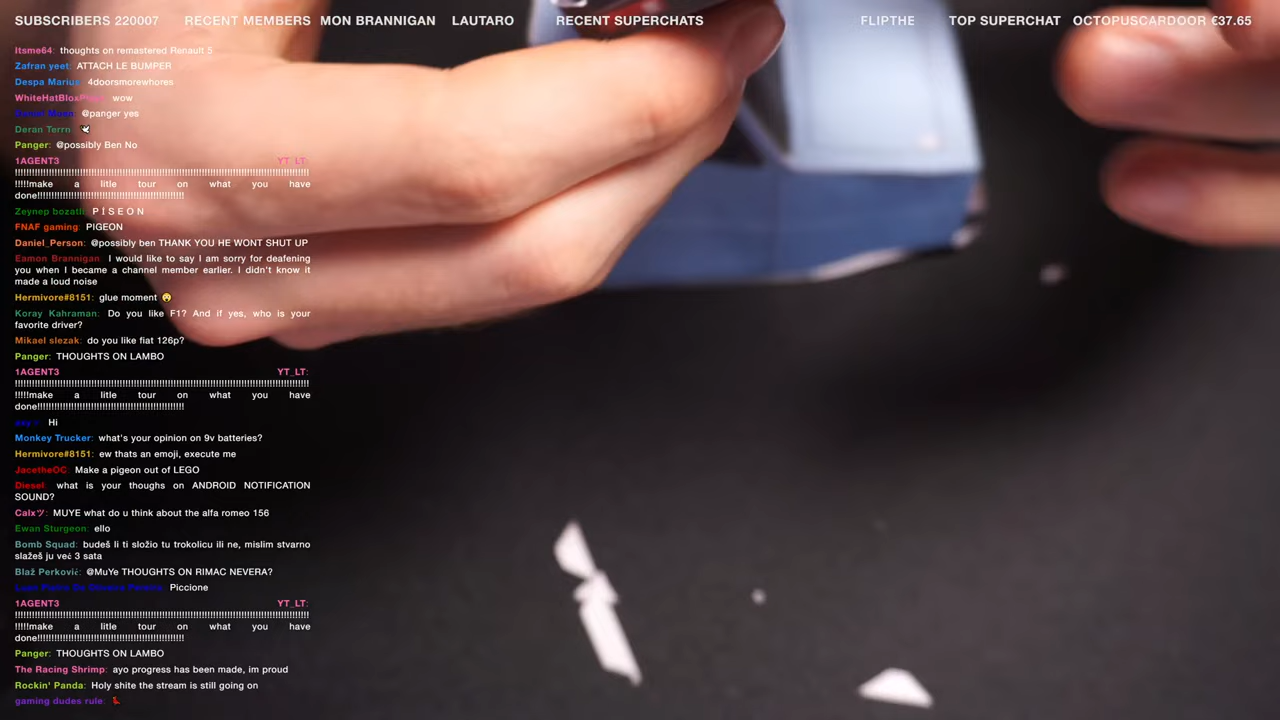 SUBSCRIBERS 220007 RECENT MEMBERS MON BRANNIGAN LAUTARO RECENT SUPERCHATS FLIPTHE TOP SUPERCHAT OCTOPUSCARDOOR €37.65
Itsme64: thoughts on remastered Renault 5
Zafran yeet: ATTACH LE BUMPER
Despa Marius: 4doorsmorewhores
wow
@panger yes
Deran Terrn: 🕊
Panger: @possibly Ben No
1AGENT3 YT_LT:
!!!!!!!!!!!!!!!!!!!!!!!!!!!!!!!!!!!!!!!!!!!!!!!!!!!!!!!!!!!!!!!!!!!!!!!!!!!!!!!!!!!!!
!!!!!make a litle tour on what you have
done!!!!!!!!!!!!!!!!!!!!!!!!!!!!!!!!!!!!!!!!!!
Zeynep bozatlı: P İ S E O N
FNAF gaming: PIGEON
Daniel_Person: @possibly ben THANK YOU HE WONT SHUT UP
Eamon Brannigan: I would like to say I am sorry for deafening
you when I became a channel member earlier. I didn't know it
made a loud noise
Hermivore#8151: glue moment 😮
Koray Kahraman: Do you like F1? And if yes, who is your
favorite driver?
Mikael slezak: do you like fiat 126p?
Panger: THOUGHTS ON LAMBO
1AGENT3 YT_LT:
!!!!!!!!!!!!!!!!!!!!!!!!!!!!!!!!!!!!!!!!!!!!!!!!!!!!!!!!!!!!!!!!!!!!!!!!!!!!!!!!!!!!!
!!!!!make a litle tour on what you have
done!!!!!!!!!!!!!!!!!!!!!!!!!!!!!!!!!!!!!!!!!!
Hi
Monkey Trucker: what's your opinion on 9v batteries?
Hermivore#8151: ew thats an emoji, execute me
JacetheOC: Make a pigeon out of LEGO
Diesel: what is your thoughs on ANDROID NOTIFICATION
SOUND?
Calxツ: MUYE what do u think about the alfa romeo 156
Ewan Sturgeon: ello
Bomb Squad: budeš li ti složio tu trokolicu ili ne, mislim stvarno
slažeš ju već 3 sata
Blaž Perković: @MuYe THOUGHTS ON RIMAC NEVERA?
Piccione
1AGENT3 YT_LT:
!!!!!!!!!!!!!!!!!!!!!!!!!!!!!!!!!!!!!!!!!!!!!!!!!!!!!!!!!!!!!!!!!!!!!!!!!!!!!!!!!!!!!
!!!!!make a litle tour on what you have
done!!!!!!!!!!!!!!!!!!!!!!!!!!!!!!!!!!!!!!!!!!
Panger: THOUGHTS ON LAMBO
The Racing Shrimp: ayo progress has been made, im proud
Rockin' Panda: Holy shite the stream is still going on
gaming dudes rule: 💃